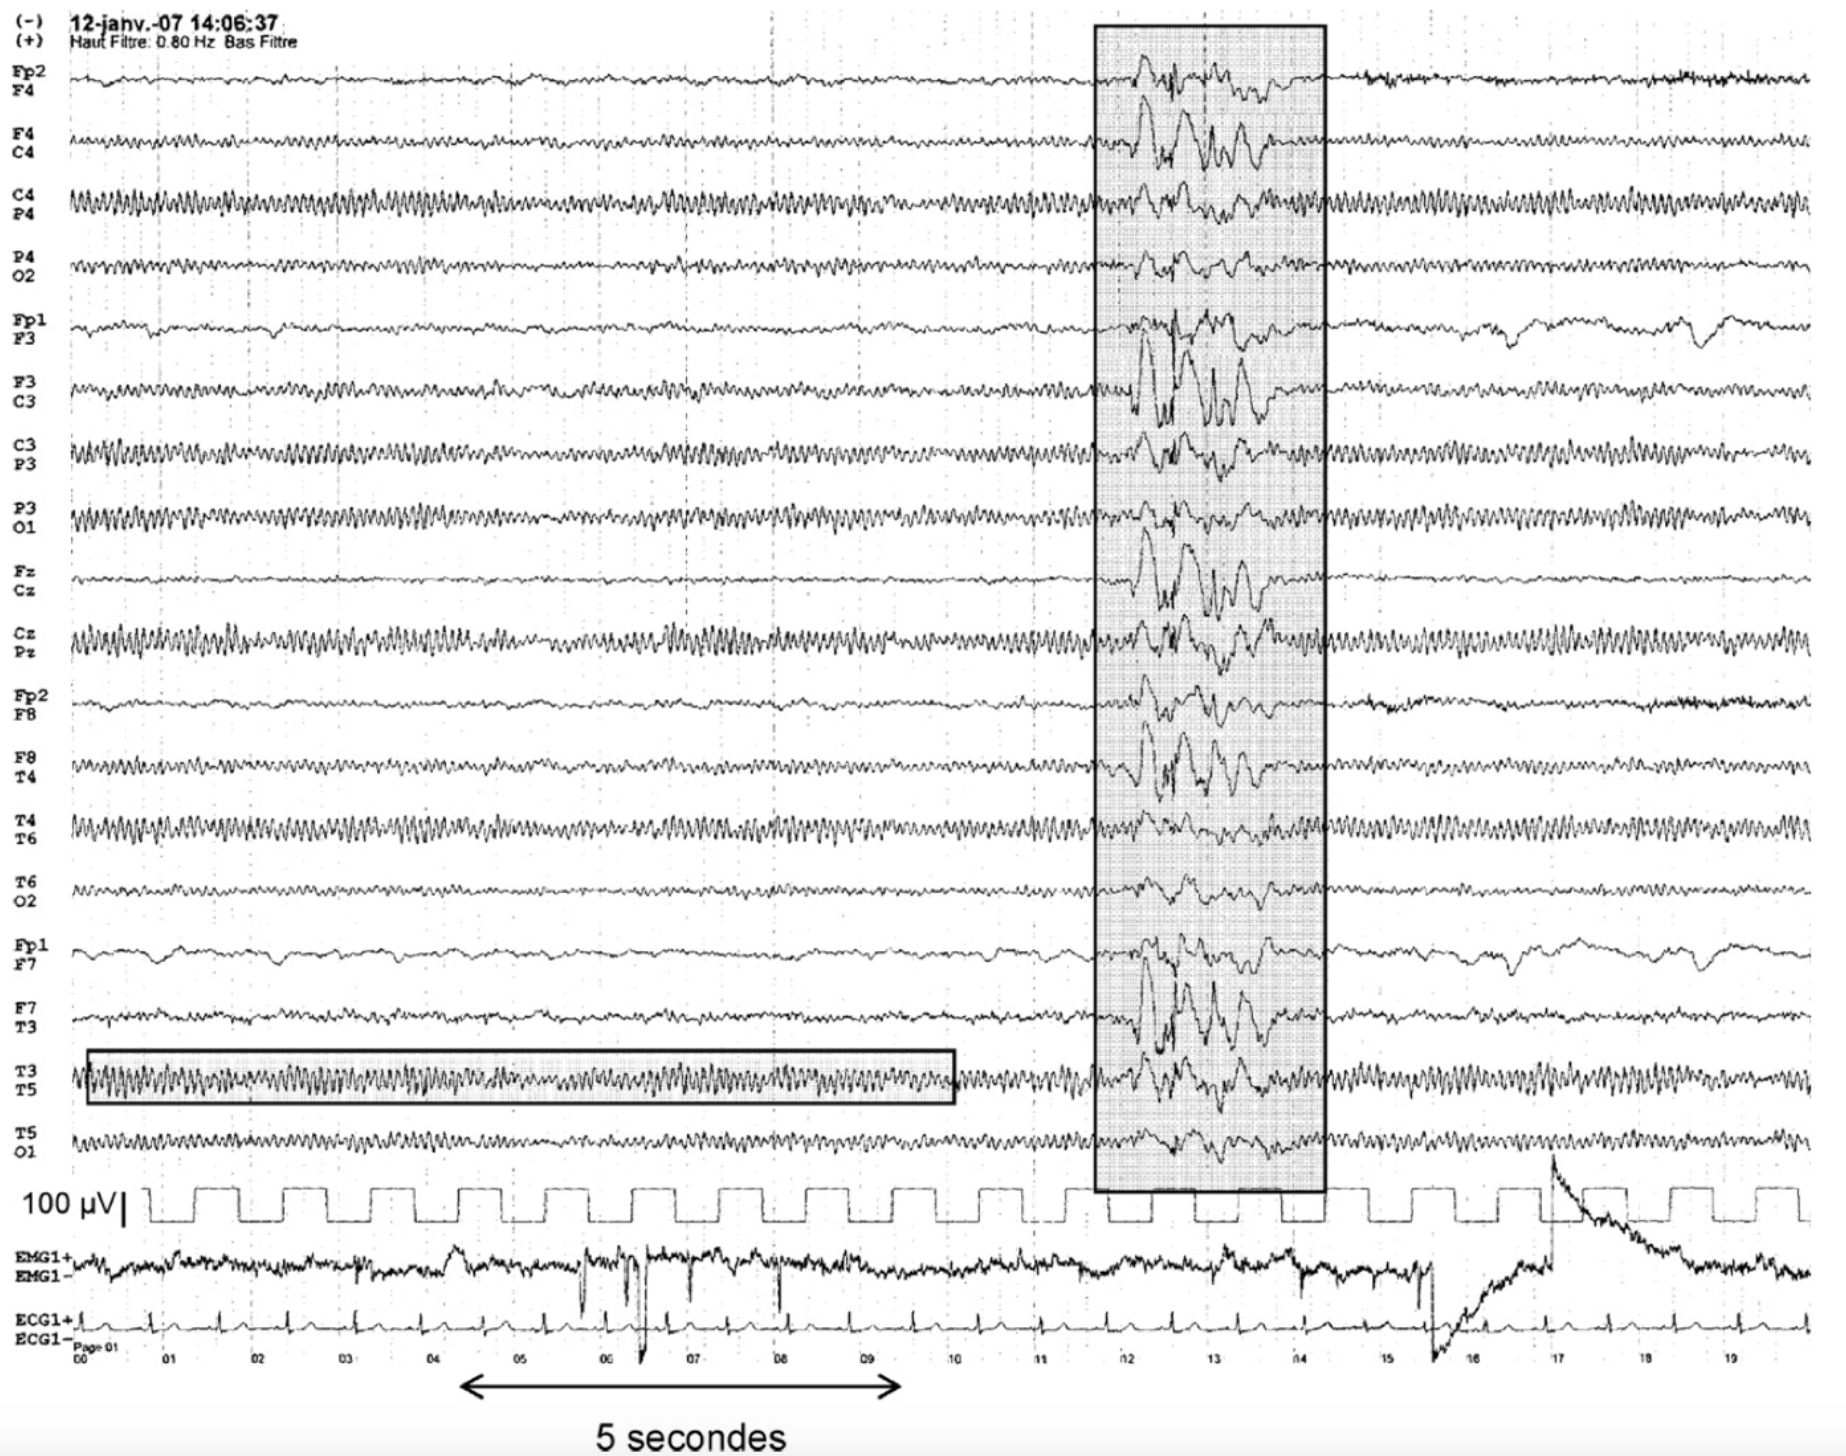 (-) 12-janv.-07 14:06:37
(+) Haut Filtre: 0.80 Hz Bas Filtre
Fp2
F4
F4
C4
C4
P4
P4
O2
Fp1
F3
F3
C3
C3
P3
P3
O1
Fz
Cz
Cz
Pz
Fp2
F8
F8
T4
T4
T6
T6
O2
Fp1
F7
F7
T3
T3
T5
T5
O1
100 µV
EMG1+
EMG1-
ECG1+
ECG1-
Page 01
00 01 02 03 04 05 06 07 08 09 10 11 12 13 14 15 16 17 18 19
5 secondes